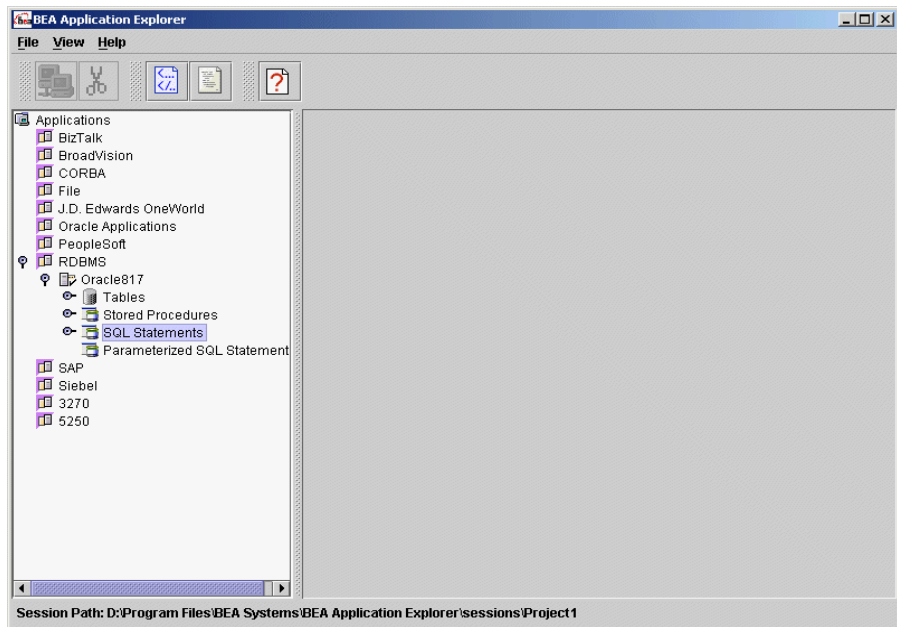 BEA Application Explorer
File View Help
Applications
BizTalk
BroadVision
CORBA
File
J.D. Edwards OneWorld
Oracle Applications
PeopleSoft
RDBMS
Oracle817
Tables
Stored Procedures
SQL Statements
Parameterized SQL Statement
SAP
Siebel
3270
5250
Session Path: D:\Program Files\BEA Systems\BEA Application Explorer\sessions\Project1